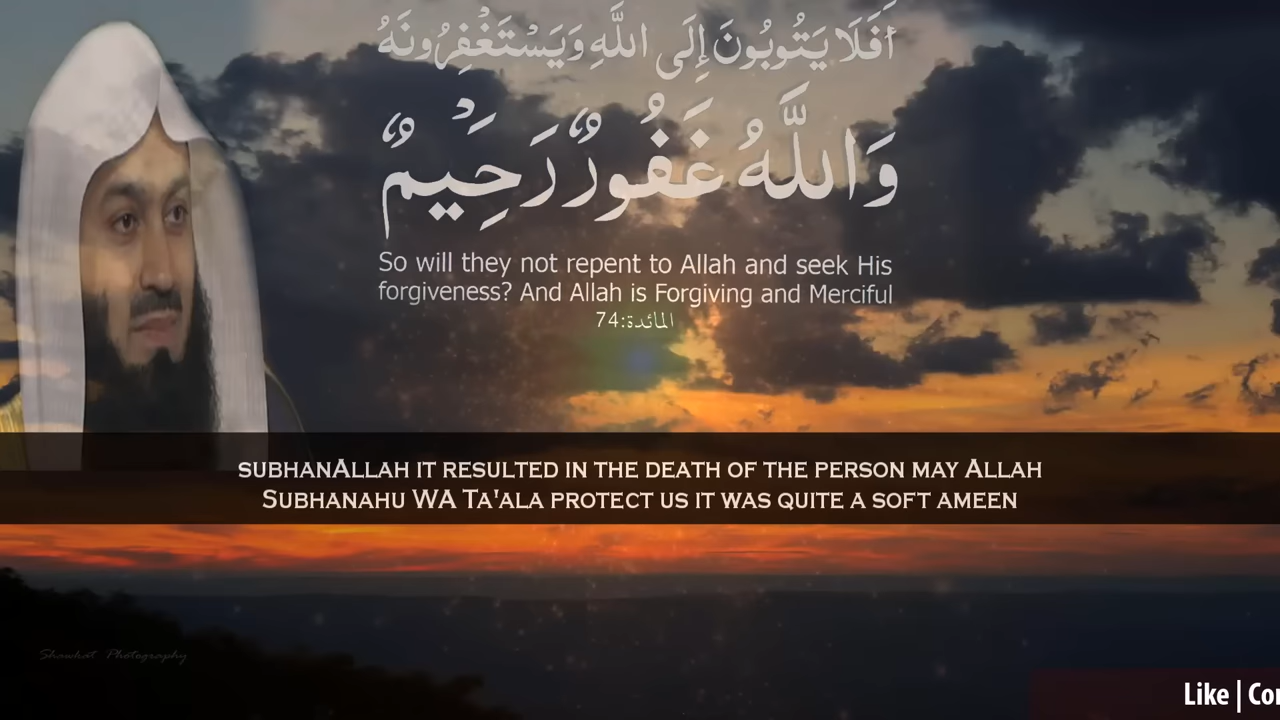 أَفَلَا يَتُوبُونَ إِلَى اللَّهِ وَيَسْتَغْفِرُونَهُ
وَاللَّهُ غَفُورٌ رَحِيمٌ
So will they not repent to Allah and seek His
forgiveness? And Allah is Forgiving and Merciful
المائدة:74
SUBHANALLAH IT RESULTED IN THE DEATH OF THE PERSON MAY ALLAH
SUBHANAHU WA TA'ALA PROTECT US IT WAS QUITE A SOFT AMEEN
Shawkat Photography
Like | Co